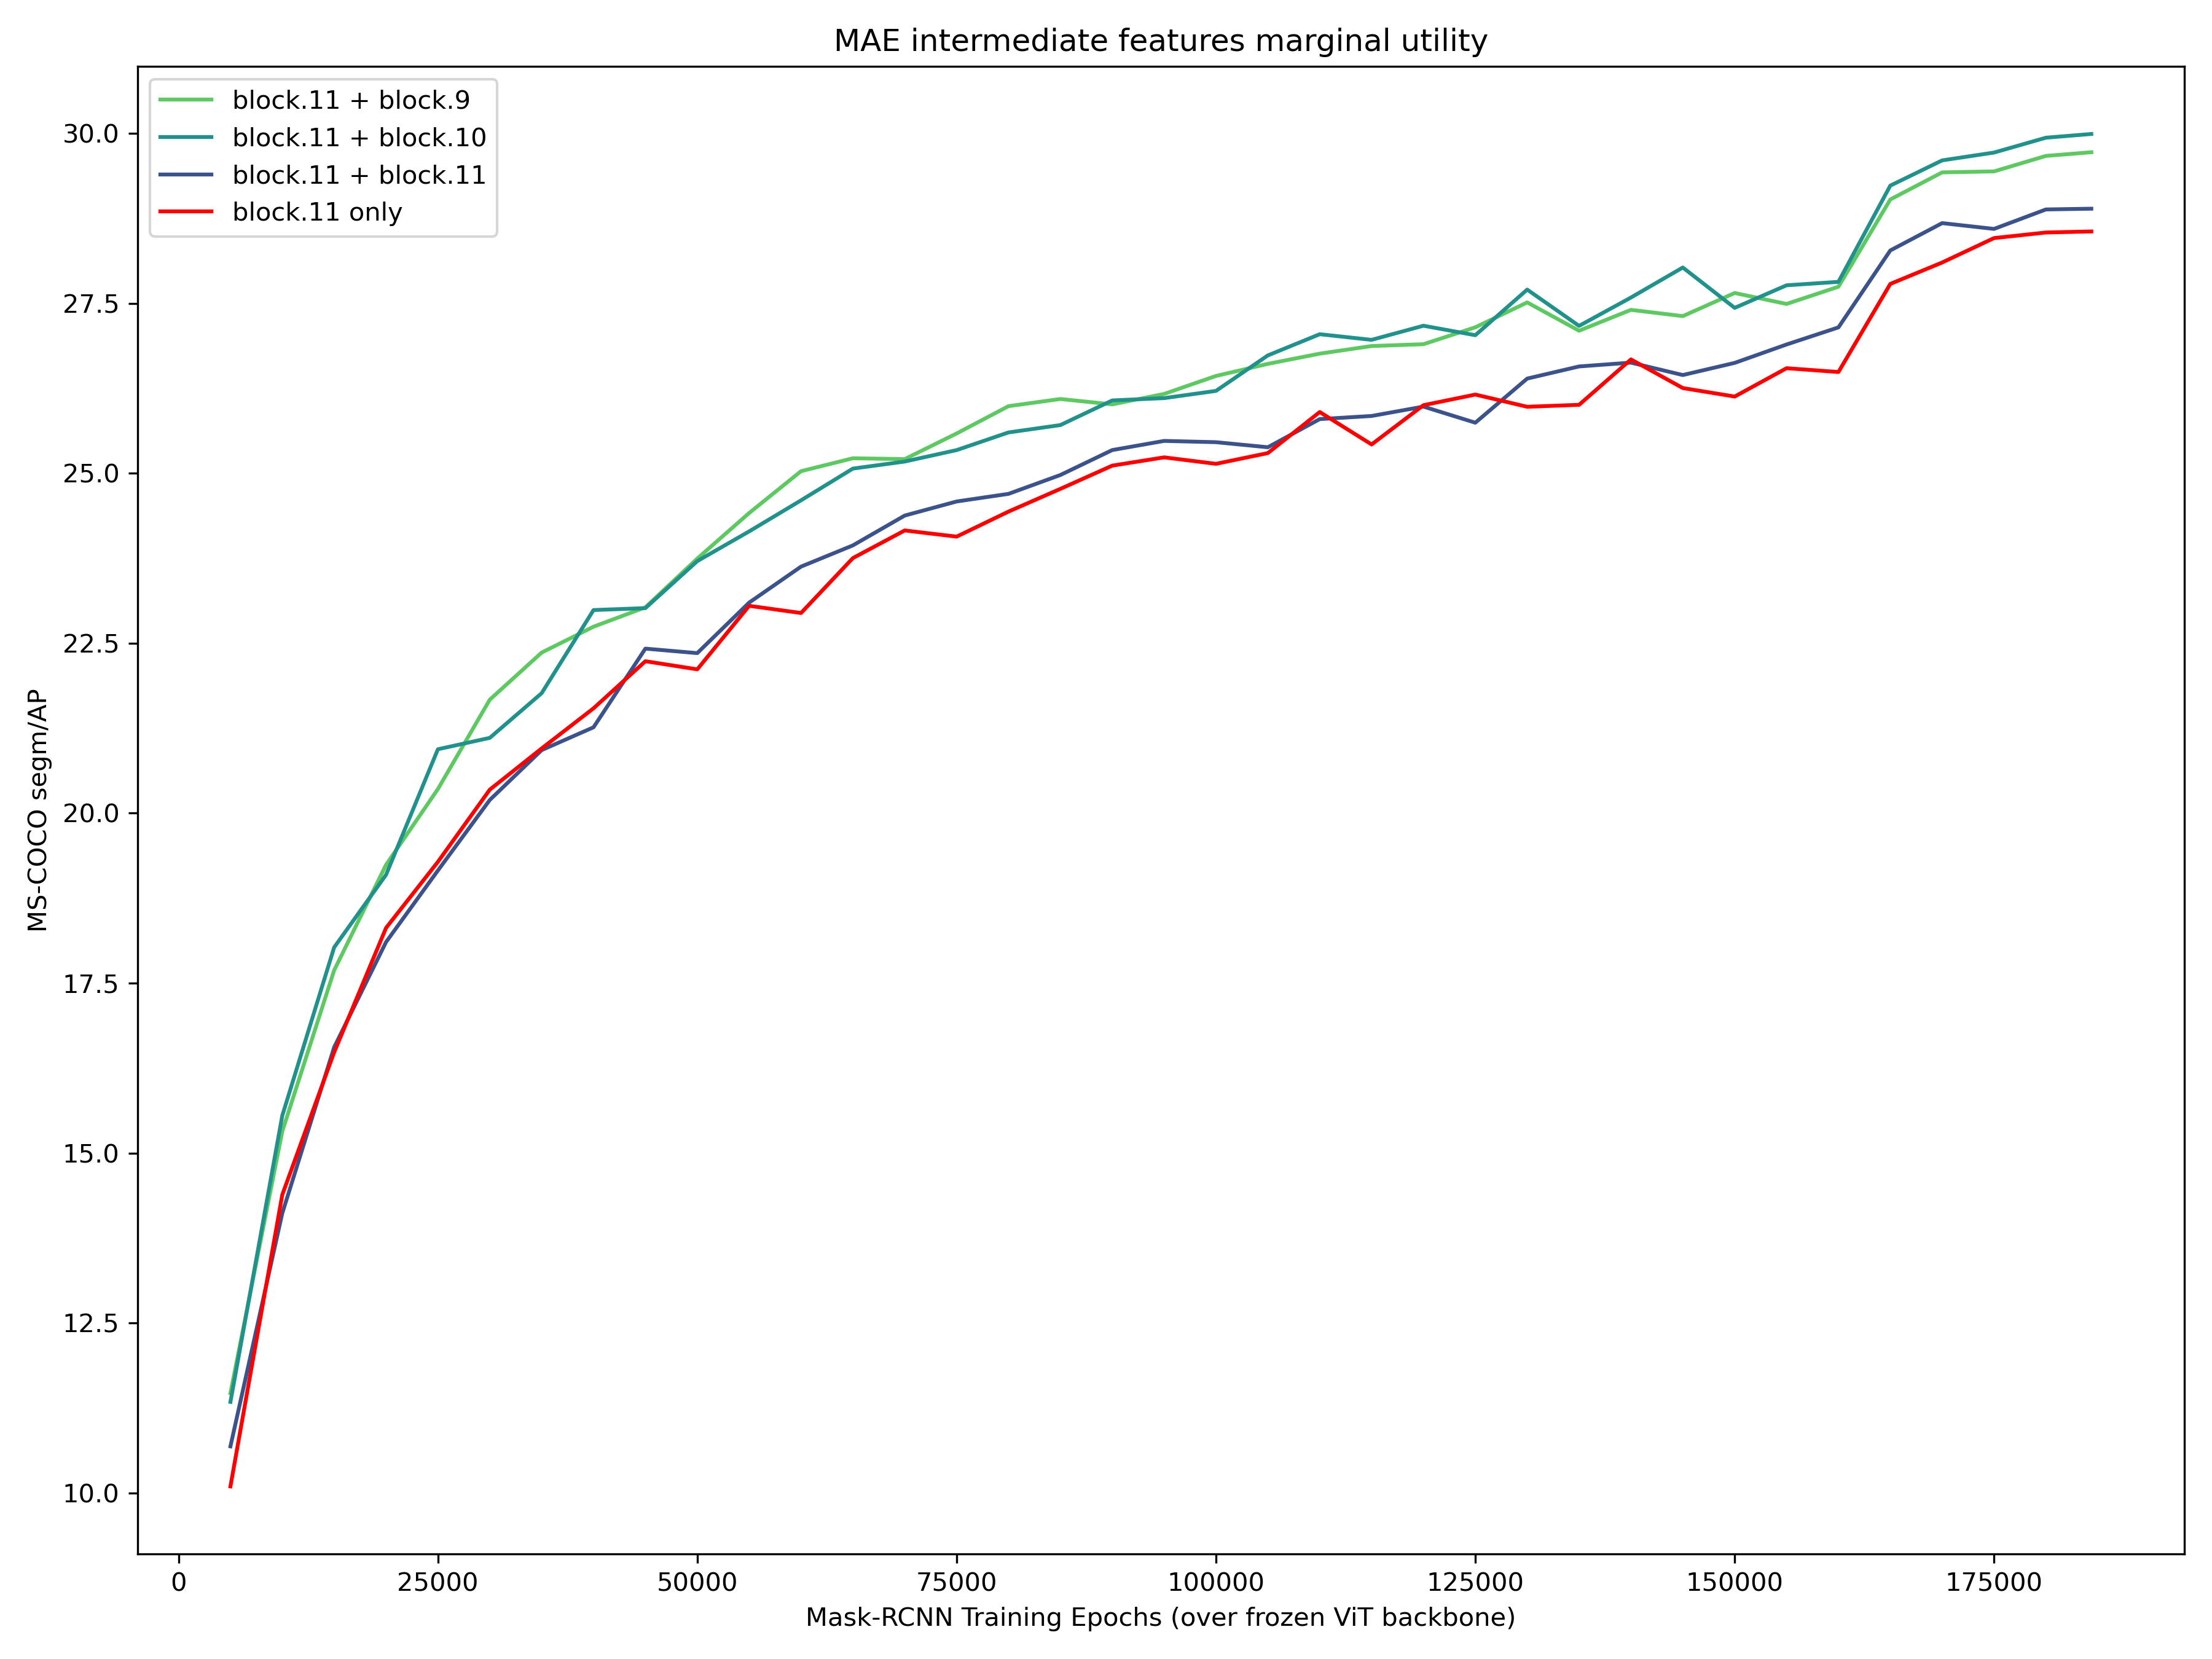 MAE intermediate features marginal utility
block.11 + block.9
block.11 + block.10
block.11 + block.11
block.11 only
30.0
27.5
25.0
22.5
20.0
17.5
15.0
12.5
10.0
MS-COCO segm/AP
0 25000 50000 75000 100000 125000 150000 175000
Mask-RCNN Training Epochs (over frozen ViT backbone)